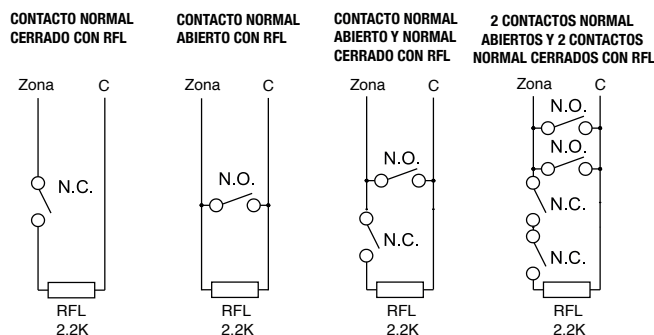 CONTACTO NORMAL
CERRADO CON RFL
Zona C
N.C.
RFL
2.2K
CONTACTO NORMAL
ABIERTO CON RFL
Zona C
N.O.
RFL
2.2K
CONTACTO NORMAL
ABIERTO Y NORMAL
CERRADO CON RFL
Zona C
N.O.
N.C.
RFL
2.2K
2 CONTACTOS NORMAL
ABIERTOS Y 2 CONTACTOS
NORMAL CERRADOS CON RFL
Zona C
N.O.
N.O.
N.C.
N.C.
RFL
2.2K